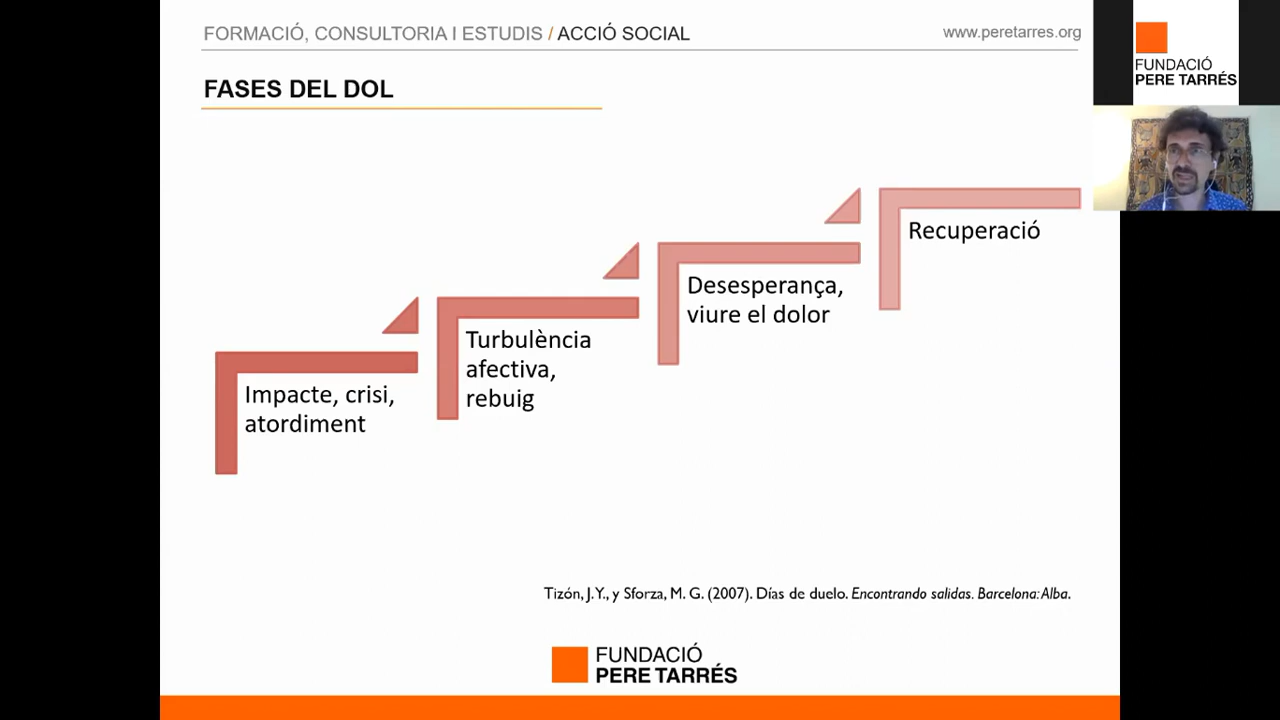 FORMACIÓ, CONSULTORIA I ESTUDIS / ACCIÓ SOCIAL
www.peretarres.org
FUNDACIÓ
PERE TARRÉS
FASES DEL DOL
Impacte, crisi,
atordiment
Turbulència
afectiva,
rebuig
Desesperança,
viure el dolor
Recuperació
Tizón, J.Y., y Sforza, M. G. (2007). Días de duelo. Encontrando salidas. Barcelona: Alba.
FUNDACIÓ
PERE TARRÉS